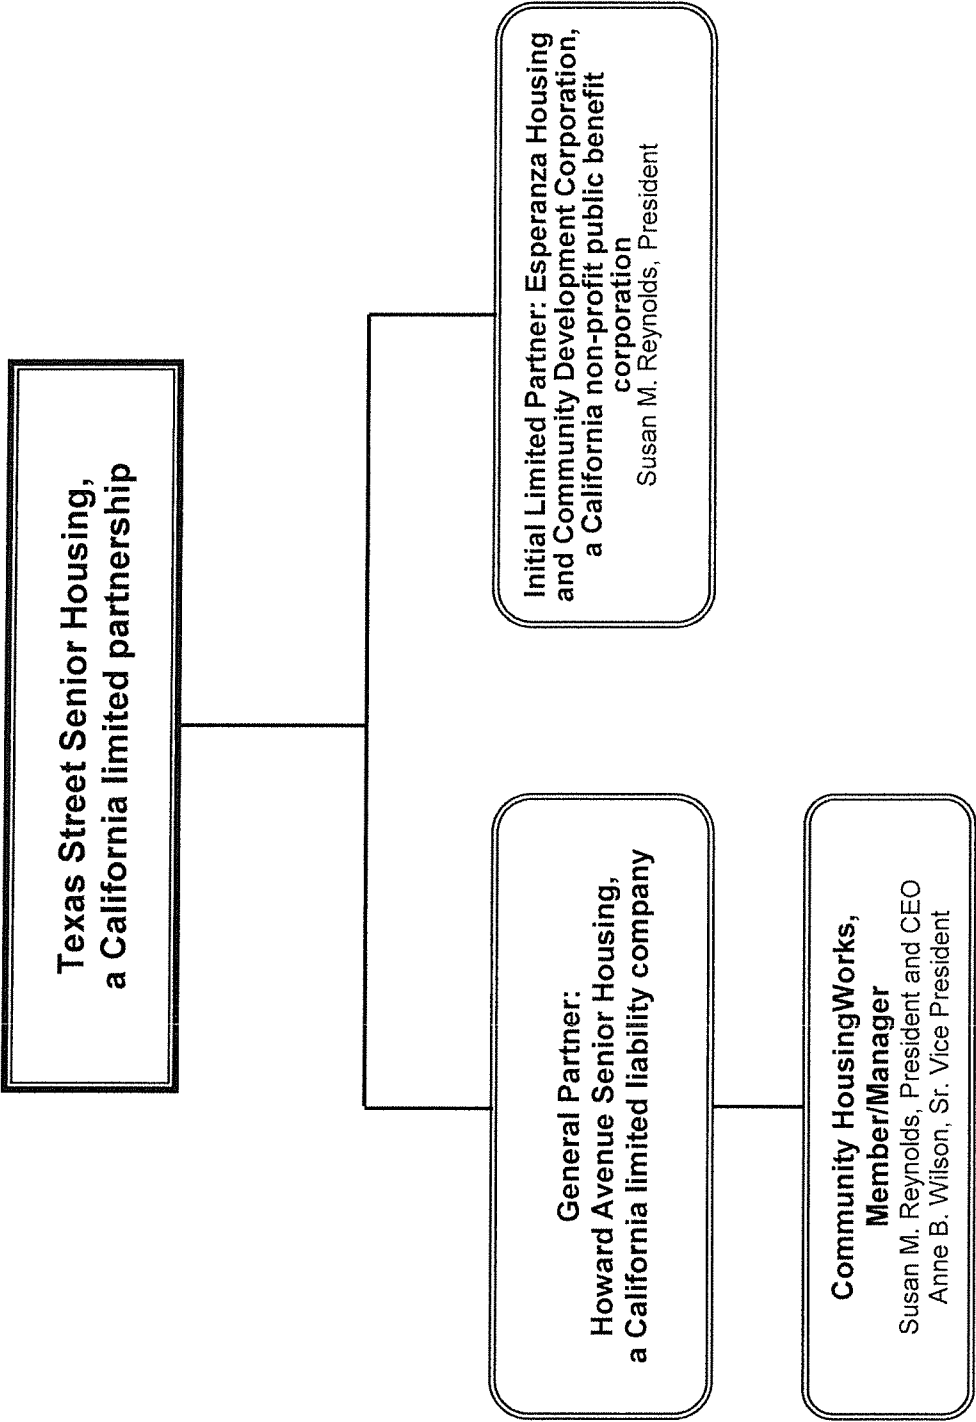 Texas Street Senior Housing,
a California limited partnership
General Partner:
Howard Avenue Senior Housing,
a California limited liability company
Community HousingWorks,
Member/Manager
Susan M. Reynolds, President and CEO
Anne B. Wilson, Sr. Vice President
Initial Limited Partner: Esperanza Housing
and Community Development Corporation,
a California non-profit public benefit
corporation
Susan M. Reynolds, President